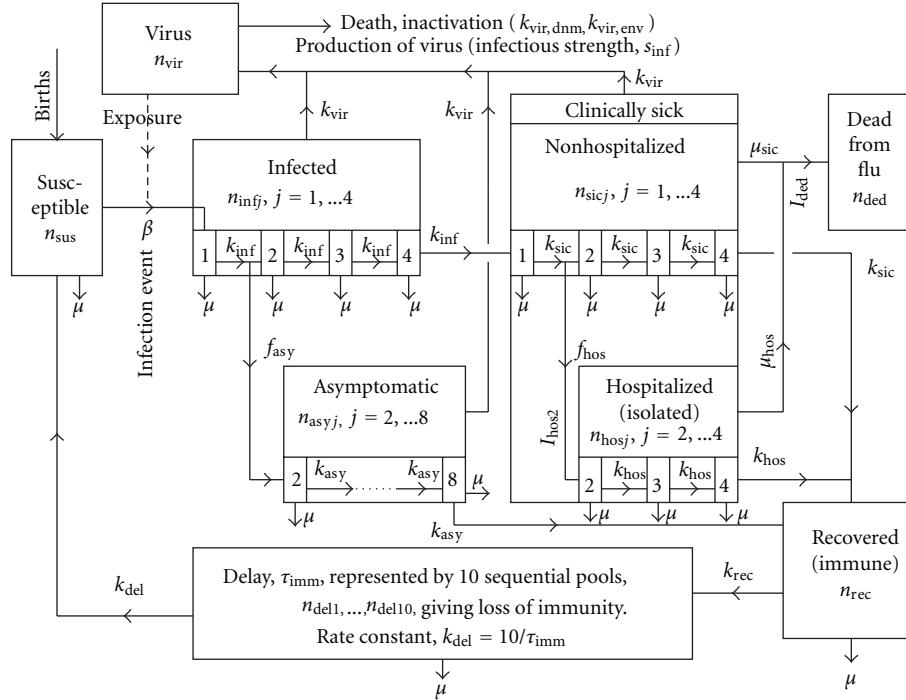 Virus
n_vir
Death, inactivation (k_vir,dnm, k_vir,env)
Production of virus (infectious strength, s_inf)
Births
Exposure
k_vir
k_vir
k_vir
Clinically sick
Susc-
eptible
n_sus
μ
β
Infection event
Infected
n_infj, j = 1, ...4
1
k_inf
2
k_inf
3
k_inf
4
μ
μ
μ
μ
k_inf
Nonhospitalized
n_sicj, j = 1, ...4
1
k_sic
2
k_sic
3
k_sic
4
μ
μ
μ
μ
μ_sic
I_ded
Dead
from
flu
n_ded
k_sic
f_asy
Asymptomatic
n_asyj, j = 2, ...8
2
k_asy
......
k_asy
8
μ
μ
k_asy
f_hos
I_hos2
Hospitalized
(isolated)
n_hosj, j = 2, ...4
2
k_hos
3
k_hos
4
μ
μ
μ
μ_hos
k_hos
Recovered
(immune)
n_rec
μ
k_rec
Delay, τ_imm, represented by 10 sequential pools,
n_del1, ..., n_del10, giving loss of immunity.
Rate constant, k_del = 10/τ_imm
μ
k_del